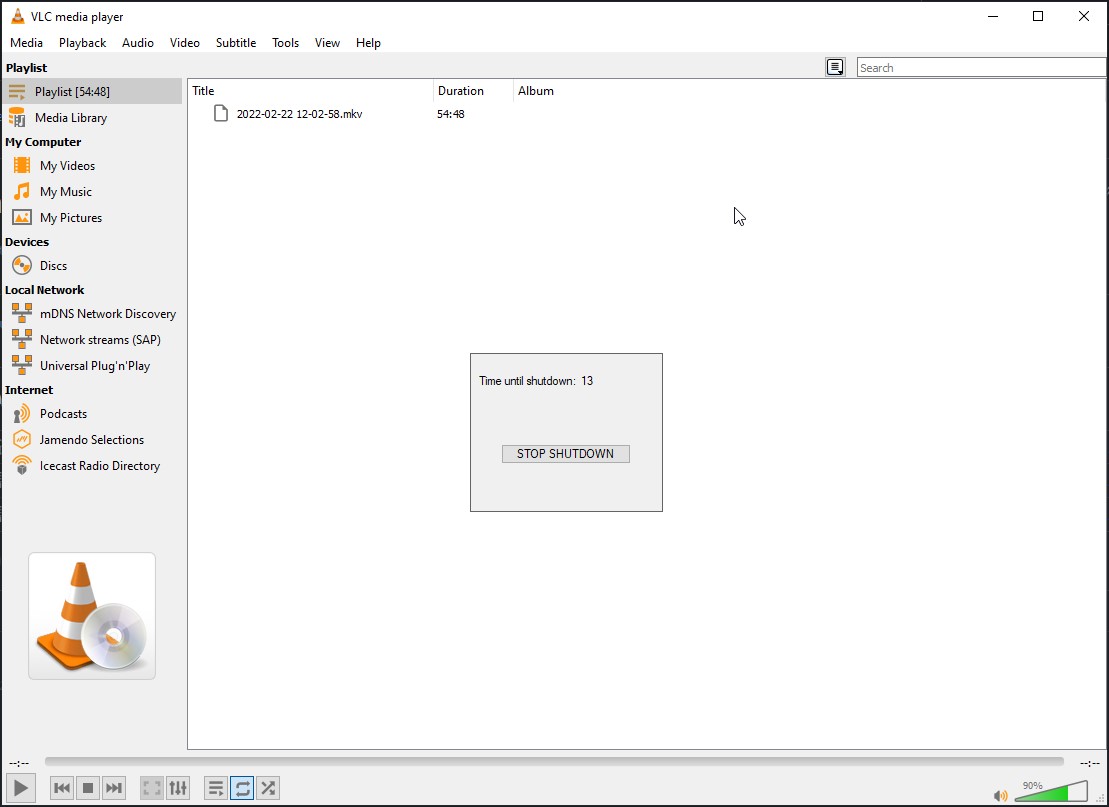 VLC media player
Media Playback Audio Video Subtitle Tools View Help
Playlist
Search
Playlist [54:48]
Title Duration Album
2022-02-22 12-02-58.mkv 54:48
Media Library
My Computer
My Videos
My Music
My Pictures
Devices
Discs
Local Network
mDNS Network Discovery
Network streams (SAP)
Universal Plug'n'Play
Internet
Podcasts
Jamendo Selections
Icecast Radio Directory
Time until shutdown: 13
STOP SHUTDOWN
--:-- --:--
90%